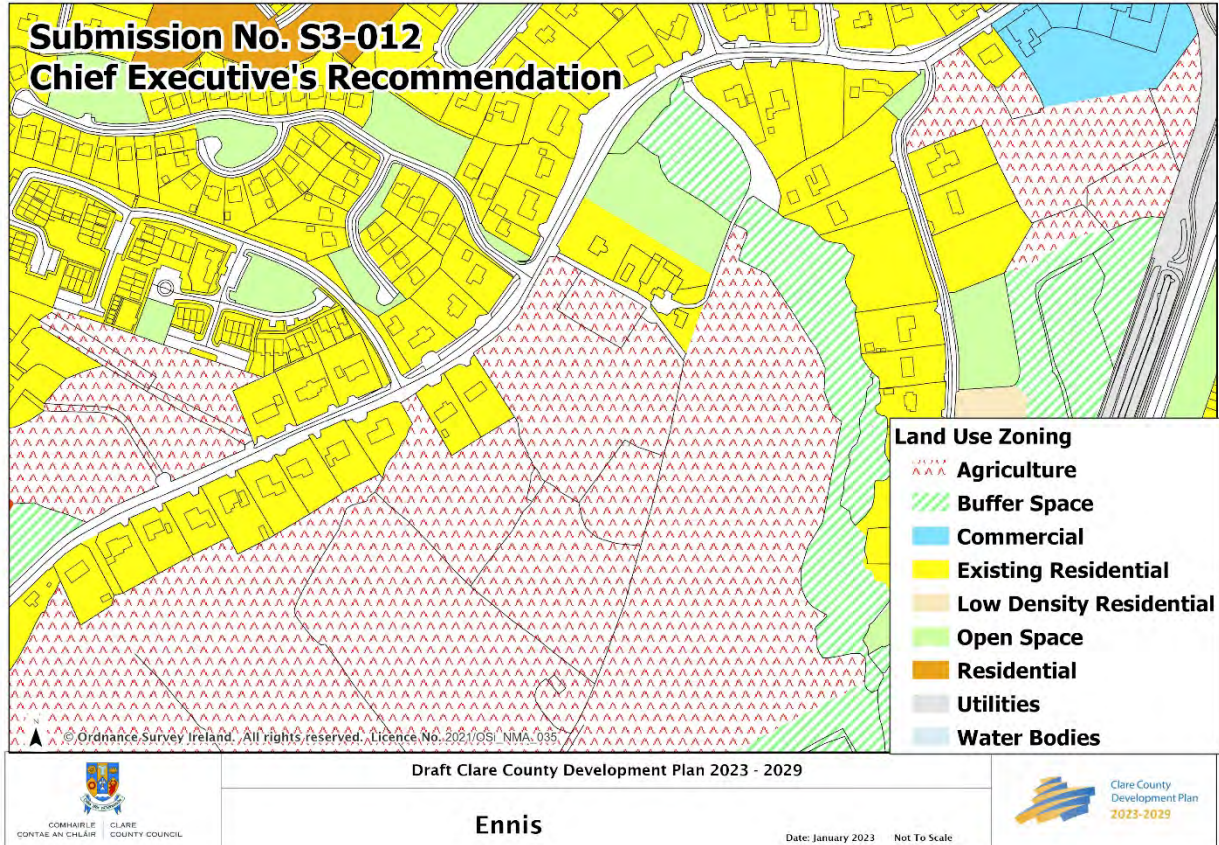 Submission No. S3-012
Chief Executive's Recommendation
Land Use Zoning
Agriculture
Buffer Space
Commercial
Existing Residential
Low Density Residential
Open Space
Residential
Utilities
Water Bodies
N
© Ordnance Survey Ireland. All rights reserved. Licence No. 2021/OSi_NMA_035
COMHAIRLE CLARE
CONTAE AN CHLÁIR COUNTY COUNCIL
Draft Clare County Development Plan 2023 - 2029
Ennis
Date: January 2023 Not To Scale
Clare County
Development Plan
2023-2029